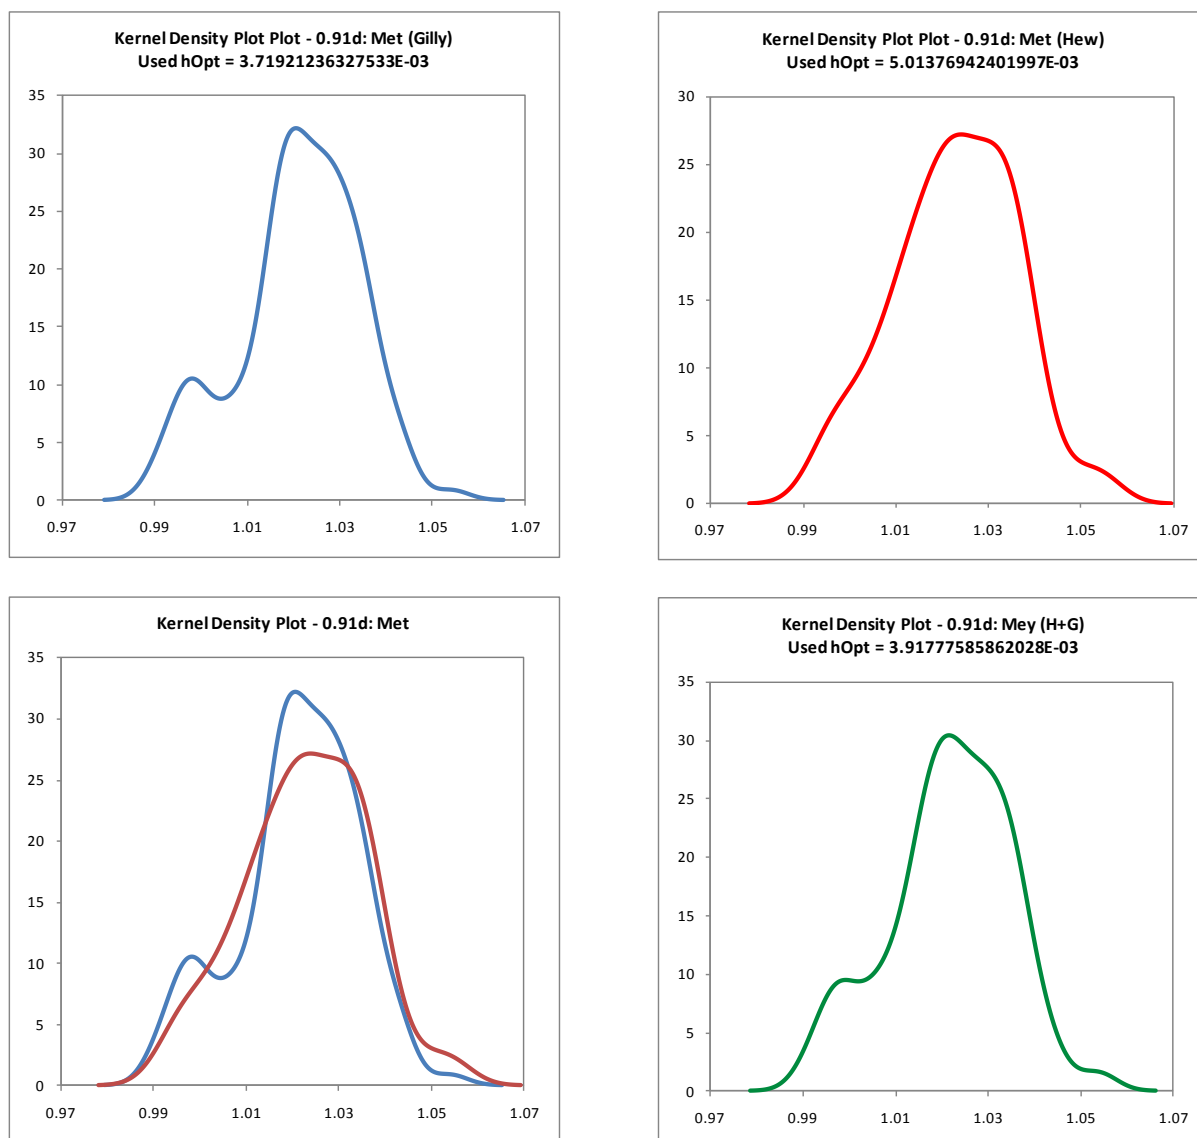 Kernel Density Plot Plot - 0.91d: Met (Gilly)
Used hOpt = 3.71921236327533E-03
35
30
25
20
15
10
5
0
0.97 0.99 1.01 1.03 1.05 1.07
Kernel Density Plot Plot - 0.91d: Met (Hew)
Used hOpt = 5.01376942401997E-03
30
25
20
15
10
5
0
0.97 0.99 1.01 1.03 1.05 1.07
Kernel Density Plot - 0.91d: Met
35
30
25
20
15
10
5
0
0.97 0.99 1.01 1.03 1.05 1.07
Kernel Density Plot - 0.91d: Mey (H+G)
Used hOpt = 3.91777585862028E-03
35
30
25
20
15
10
5
0
0.97 0.99 1.01 1.03 1.05 1.07